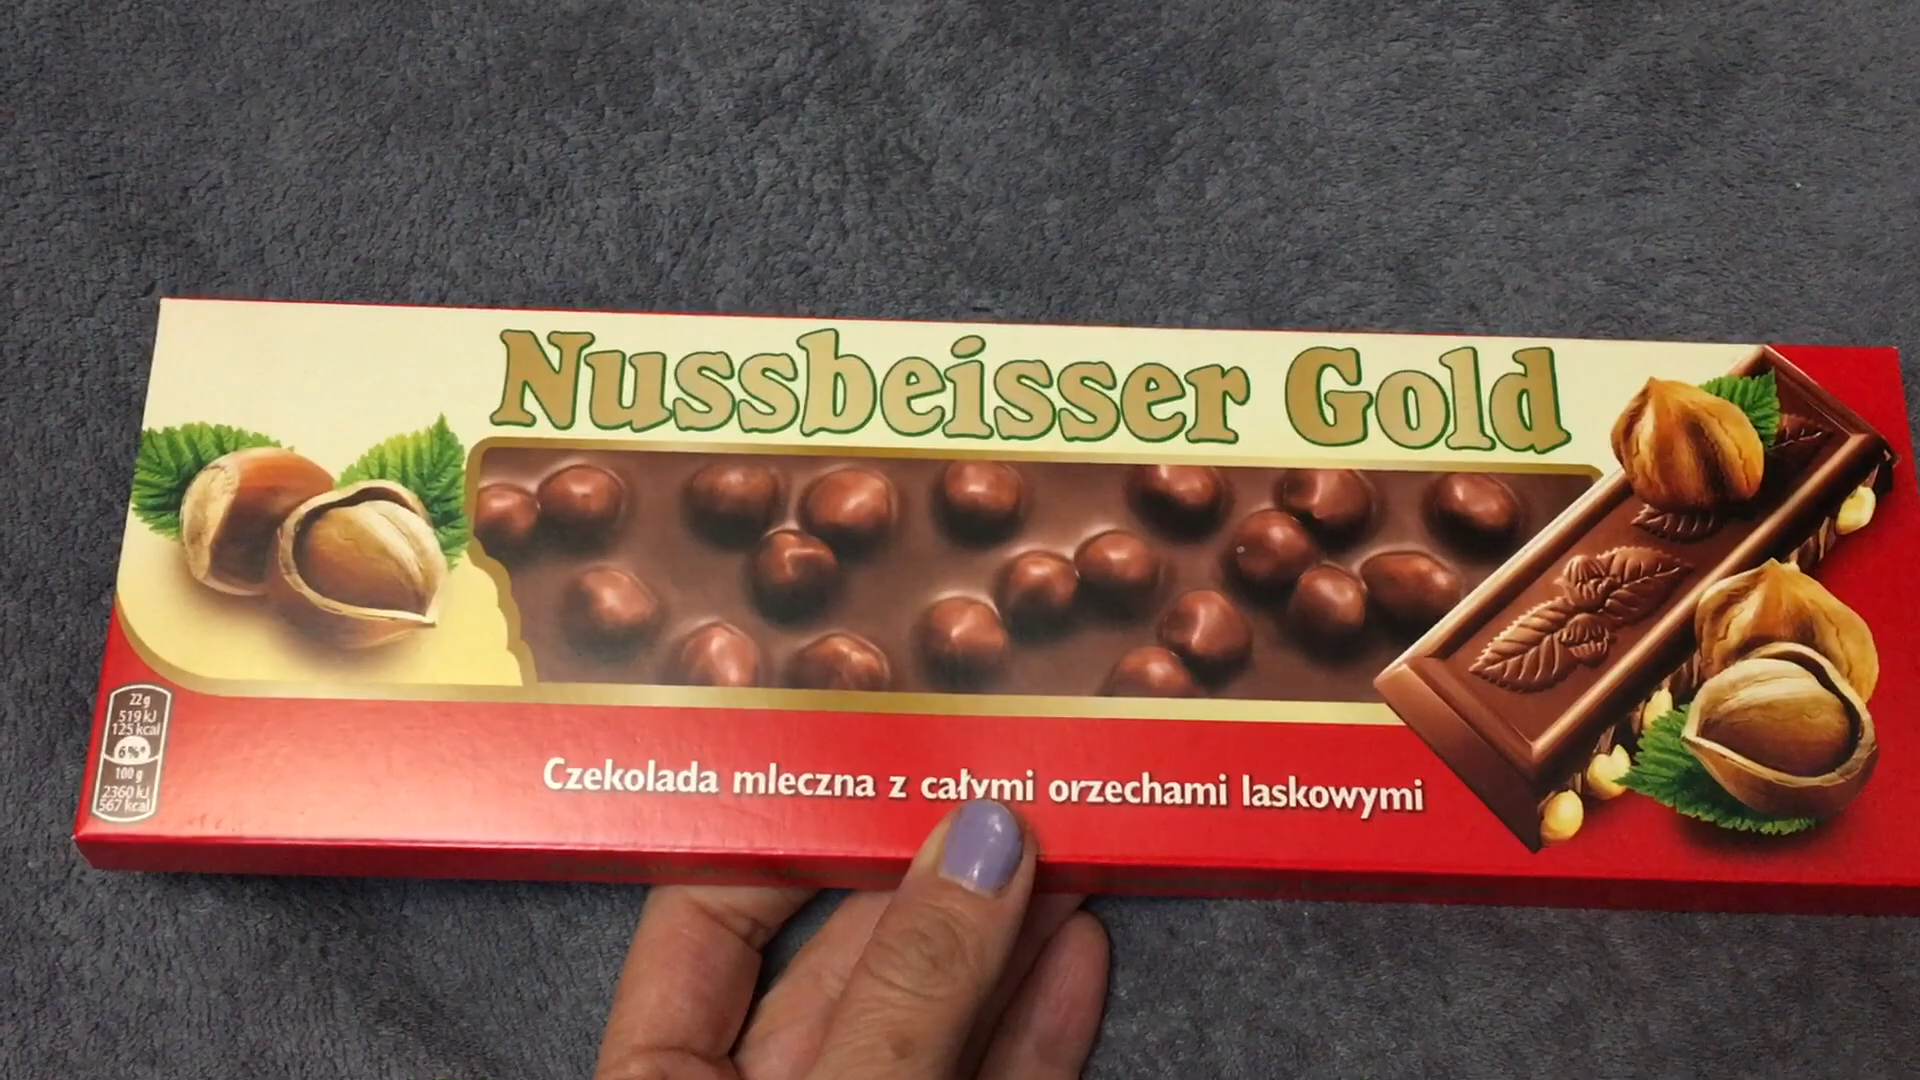 Nussbeisser Gold
Czekolada mleczna z całymi orzechami laskowymi
22 g
519 kJ
125 kcal
6%*
100 g
2360 kJ
567 kcal